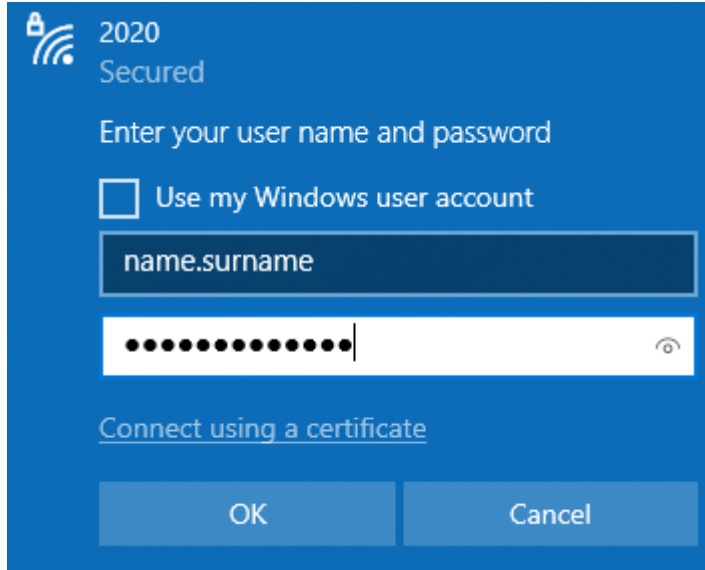 2020
Secured
Enter your user name and password
Use my Windows user account
name.surname
•••••••••••••
Connect using a certificate
OK
Cancel